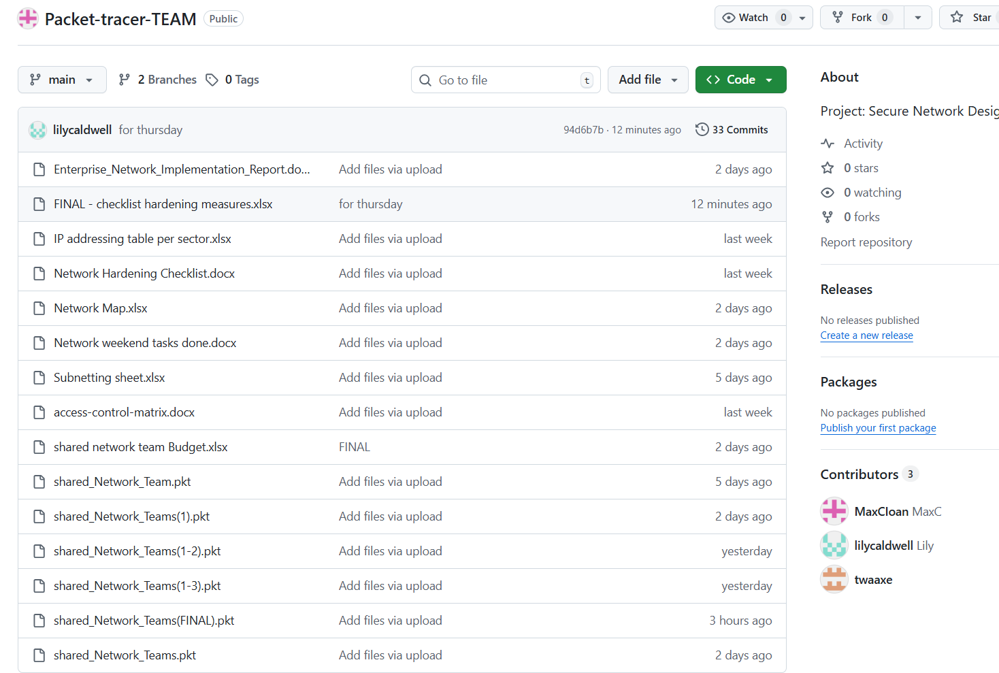 Packet-tracer-TEAM Public
Watch 0
Fork 0
Star
main
2 Branches
0 Tags
Go to file t
Add file
Code
lilycaldwell for thursday 94d6b7b · 12 minutes ago 33 Commits
Enterprise_Network_Implementation_Report.do... Add files via upload 2 days ago
FINAL - checklist hardening measures.xlsx for thursday 12 minutes ago
IP addressing table per sector.xlsx Add files via upload last week
Network Hardening Checklist.docx Add files via upload last week
Network Map.xlsx Add files via upload 2 days ago
Network weekend tasks done.docx Add files via upload 2 days ago
Subnetting sheet.xlsx Add files via upload 5 days ago
access-control-matrix.docx Add files via upload last week
shared network team Budget.xlsx FINAL 2 days ago
shared_Network_Team.pkt Add files via upload 5 days ago
shared_Network_Teams(1).pkt Add files via upload 2 days ago
shared_Network_Teams(1-2).pkt Add files via upload yesterday
shared_Network_Teams(1-3).pkt Add files via upload yesterday
shared_Network_Teams(FINAL).pkt Add files via upload 3 hours ago
shared_Network_Teams.pkt Add files via upload 2 days ago
About
Project: Secure Network Desig
Activity
0 stars
0 watching
0 forks
Report repository
Releases
No releases published
Create a new release
Packages
No packages published
Publish your first package
Contributors 3
MaxCloan MaxC
lilycaldwell Lily
twaaxe